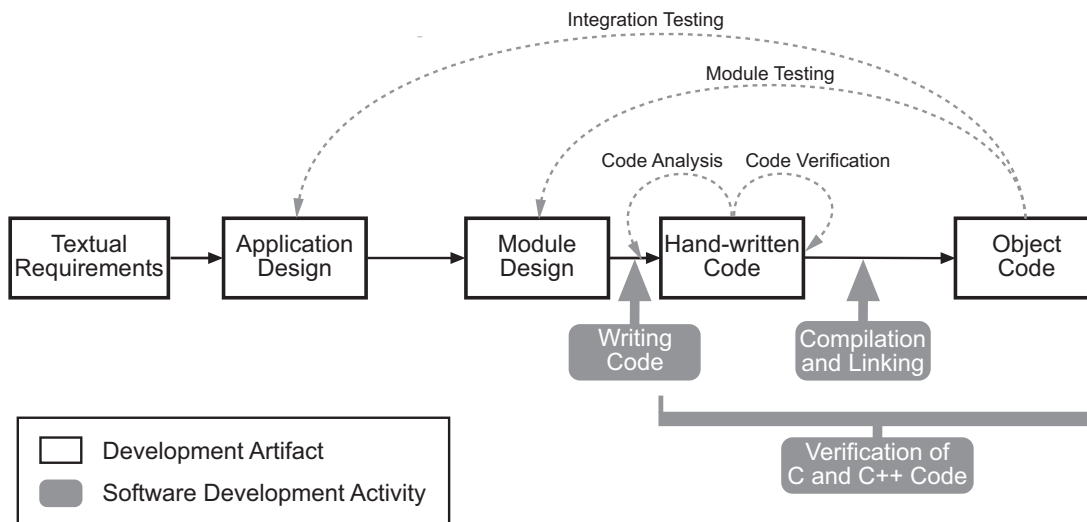 Integration Testing
Module Testing
Code Analysis
Code Verification
Textual
Requirements
Application
Design
Module
Design
Hand-written
Code
Object
Code
Writing
Code
Compilation
and Linking
Development Artifact
Software Development Activity
Verification of
C and C++ Code